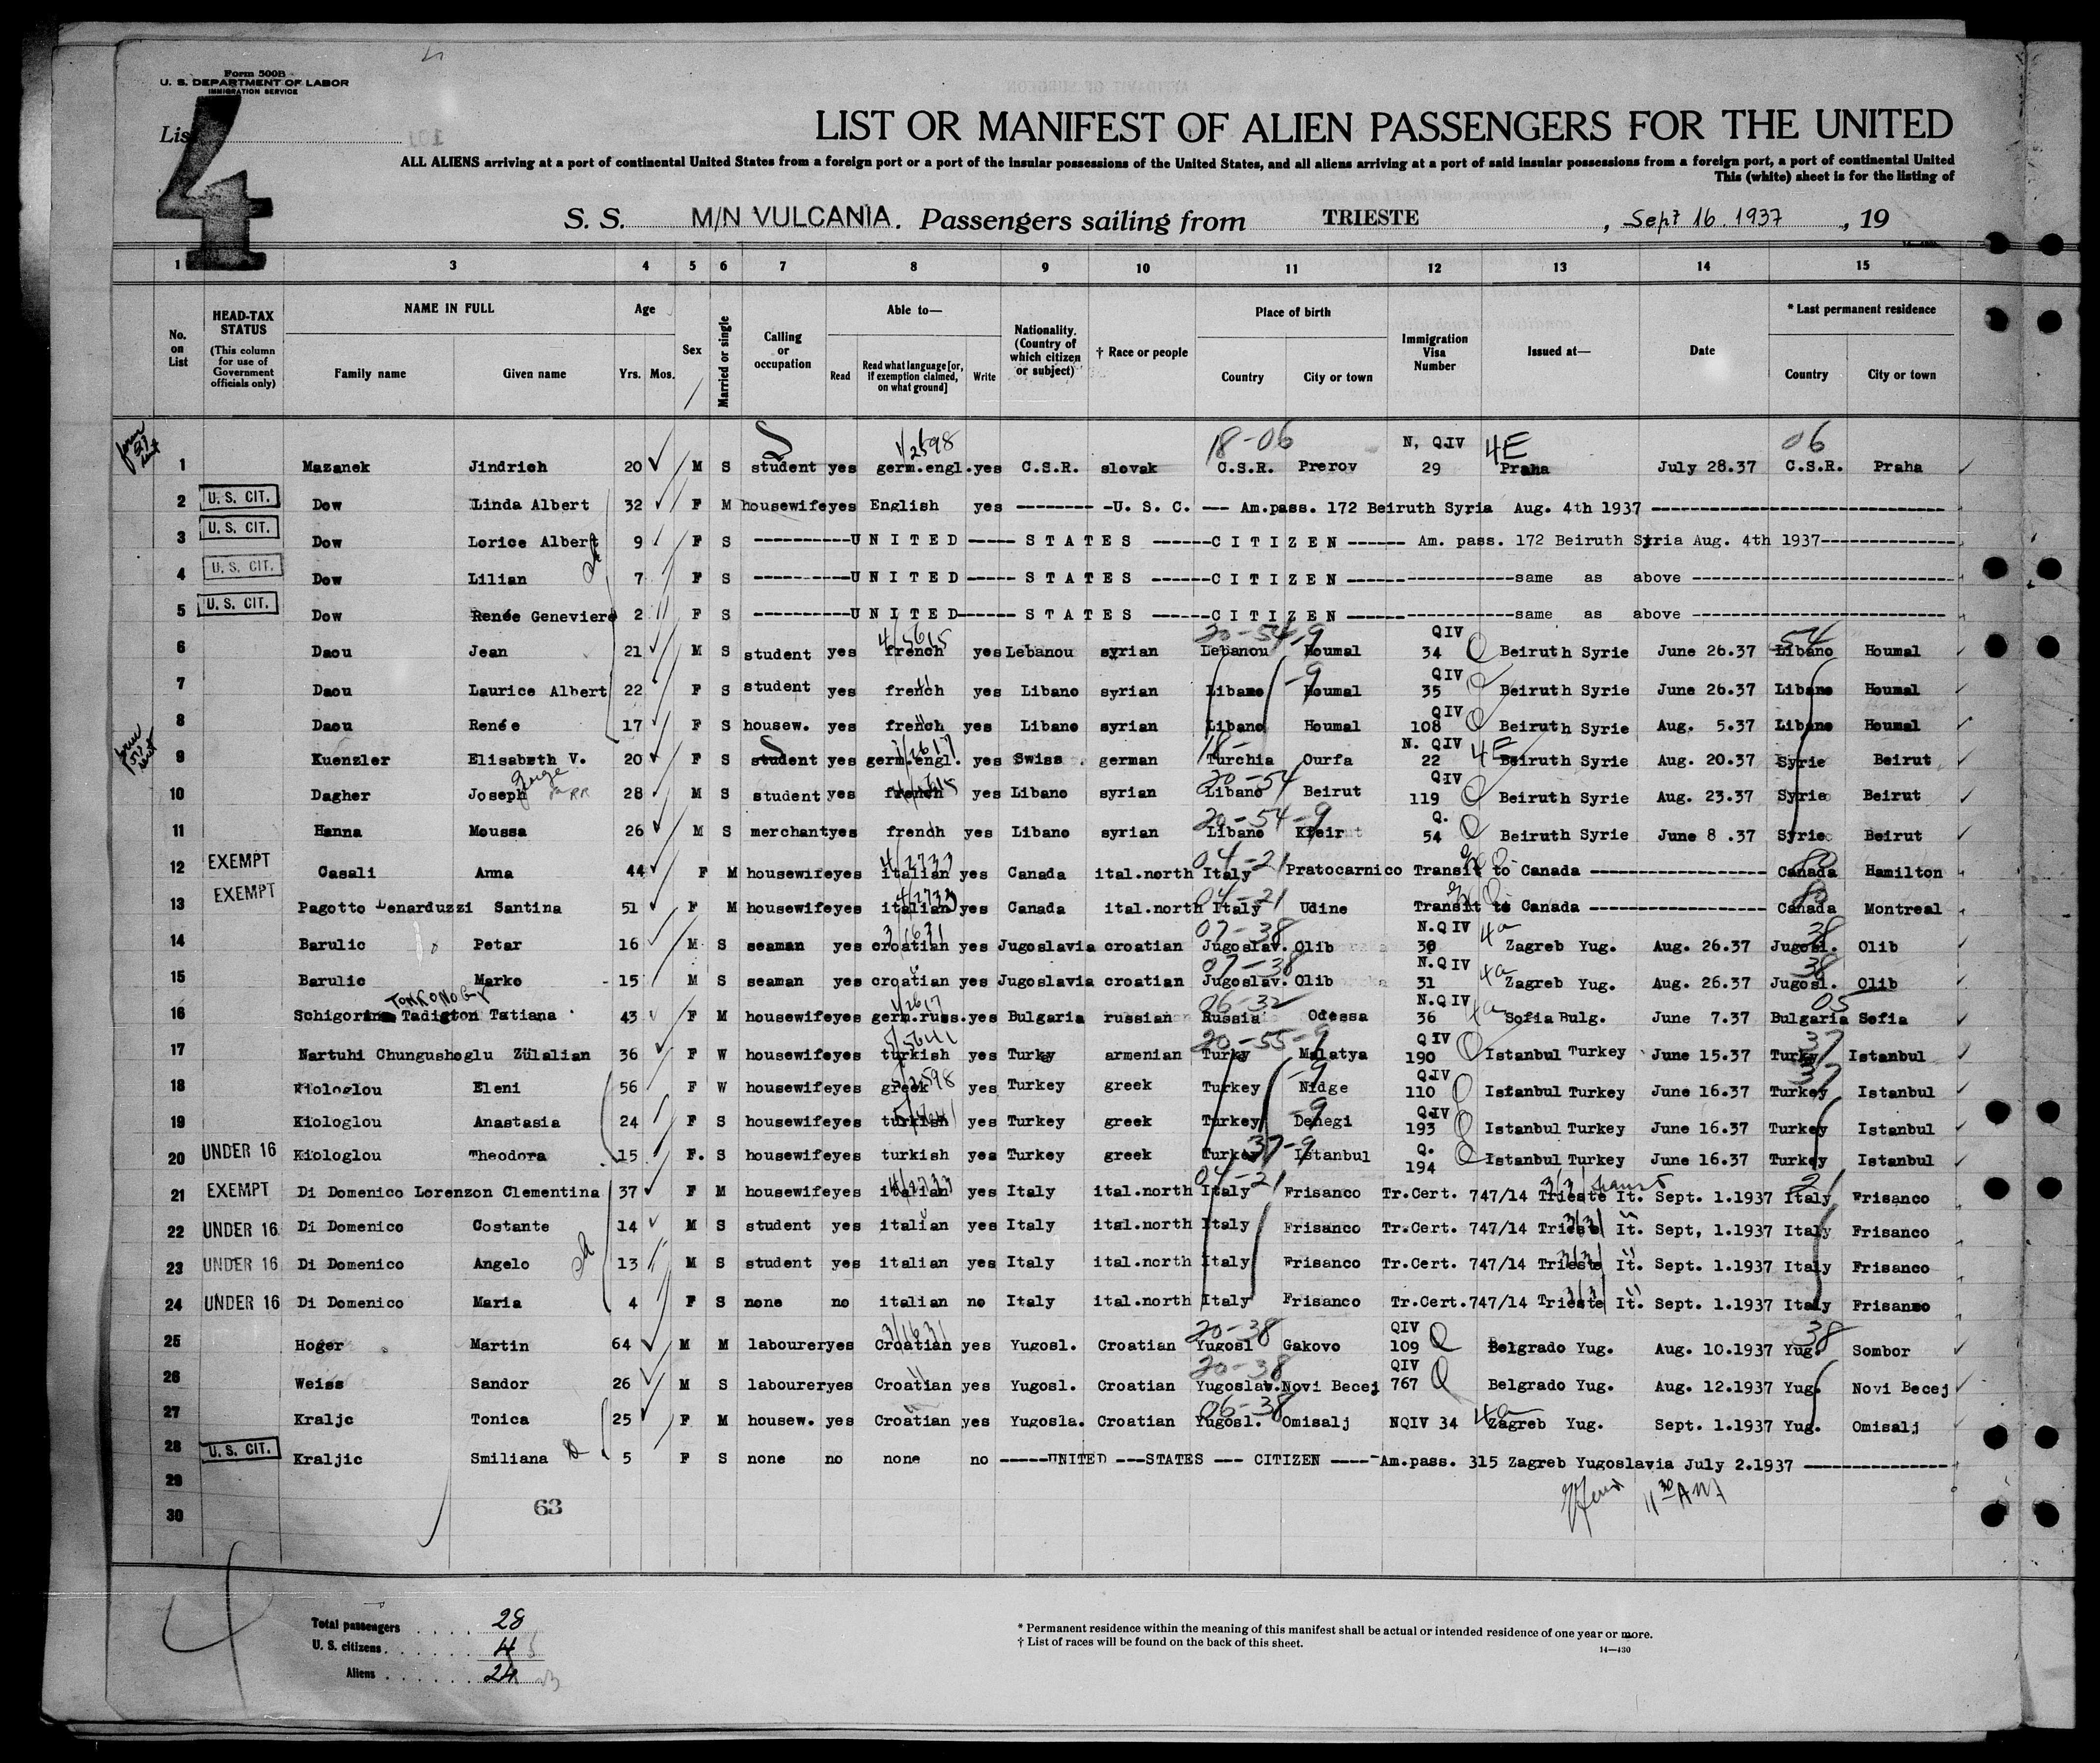 Form 500B
U. S. DEPARTMENT OF LABOR
IMMIGRATION SERVICE
4
LIST OR MANIFEST OF ALIEN PASSENGERS FOR THE UNITED
ALL ALIENS arriving at a port of continental United States from a foreign port or a port of the insular possessions of the United States, and all aliens arriving at a port of said insular possessions from a foreign port, a port of continental United
This (white) sheet is for the listing of
S. S. M/N VULCANIA. Passengers sailing from TRIESTE, Sept 16. 1937, 19
1 3 4 5 6 7 8 9 10 11 12 13 14 15
No. on List HEAD-TAX STATUS (This column for use of Government officials only) NAME IN FULL Family name Given name Age Yrs. Mos. Sex Married or single Calling or occupation Able to— Read Read what language [or, if exemption claimed, on what ground] Write Nationality. (Country of which citizen or subject) † Race or people Place of birth Country City or town Immigration Visa Number Issued at— Date * Last permanent residence Country City or town
18-06 N, QIV 4E 06
1 Mazanek Jindrich 20 M S student yes germ.engl. yes C.S.R. slovak C.S.R. Prerov 29 Praha July 28.37 C.S.R. Praha
2 U. S. CIT. Dow Linda Albert 32 F M housewife yes English yes -------- -U. S. C. --- Am.pass. 172 Beiruth Syria Aug. 4th 1937
3 U. S. CIT. Dow Lorice Albert 9 F S UNITED STATES CITIZEN Am. pass. 172 Beiruth Syria Aug. 4th 1937
4 U. S. CIT. Dow Lilian 7 F S UNITED STATES CITIZEN same as above
5 U. S. CIT. Dow Renée Geneviere 2 F S UNITED STATES CITIZEN same as above
6 Daou Jean 21 M S student yes french yes Lebanou syrian Lebanou Houmal QIV 34 Beiruth Syrie June 26.37 Libano Houmal
7 Daou Laurice Albert 22 F S student yes french yes Libano syrian Libano Houmal QIV 35 Beiruth Syrie June 26.37 Libano Houmal
8 Daou Renée 17 F S housew. yes french yes Libano syrian Libano Houmal QIV 108 Beiruth Syrie Aug. 5.37 Libano Houmal
9 Kuenzler Elisabeth V. 20 F S student yes germ.engl. yes Swiss german Turchia Ourfa N. QIV 22 4E Beiruth Syrie Aug. 20.37 Syrie Beirut
10 Dagher Joseph 28 M S student yes french yes Libano syrian Libano Beirut QIV 119 Beiruth Syrie Aug. 23.37 Syrie Beirut
11 Hanna Moussa 26 M S merchant yes french yes Libano syrian Libano Kfeir Q. 54 Beiruth Syrie June 8 .37 Syrie Beirut
12 EXEMPT Casali Anna 44 F M housewife yes italian yes Canada ital.north Italy Pratocarnico Transit to Canada Canada Hamilton
13 EXEMPT Pagotto Lenarduzzi Santina 51 F M housewife yes italian yes Canada ital.north Italy Udine Transit to Canada Canada Montreal
14 Barulic Petar 16 M S seaman yes croatian yes Jugoslavia croatian Jugoslav. Olib N.QIV 30 4a Zagreb Yug. Aug. 26.37 Jugosl. Olib
15 Barulic Marko 15 M S seaman yes croatian yes Jugoslavia croatian Jugoslav. Olib N.QIV 31 4a Zagreb Yug. Aug. 26.37 Jugosl. Olib
16 Tadigton Tatiana 43 F M housewife yes germ.russ. yes Bulgaria russian Russia Odessa N.QIV 36 4a Sofia Bulg. June 7.37 Bulgaria Sofia
17 Nartuhi Chungushoglu Zülalian 36 F W housewife yes turkish yes Turky armenian Turky Malatya QIV 190 Istanbul Turkey June 15.37 Turky Istanbul
18 Kiologlou Eleni 56 F W housewife yes greek yes Turkey greek Turkey Nidge QIV 110 Istanbul Turkey June 16.37 Turkey Istanbul
19 Kiologlou Anastasia 24 F S housewife yes turkish yes Turkey greek Turkey Denegi QIV 193 Istanbul Turkey June 16.37 Turkey Istanbul
20 UNDER 16 Kiologlou Theodora 15 F. S housewife yes turkish yes Turkey greek Turkey Istanbul Q. 194 Istanbul Turkey June 16.37 Turkey Istanbul
21 EXEMPT Di Domenico Lorenzon Clementina 37 F M housewife yes italian yes Italy ital.north Italy Frisanco Tr.Cert. 747/14 Trieste It. Sept. 1.1937 Italy Frisanco
22 UNDER 16 Di Domenico Costante 14 M S student yes italian yes Italy ital.north Italy Frisanco Tr.Cert. 747/14 Trieste It. Sept, 1.1937 Italy Frisanco
23 UNDER 16 Di Domenico Angelo 13 M S student yes italian yes Italy ital.north Italy Frisanco Tr.Cert. 747/14 Trieste It. Sept. 1.1937 Italy Frisanco
24 UNDER 16 Di Domenico Maria 4 F S none no italian no Italy ital.north Italy Frisanco Tr.Cert.747/14 Trieste It. Sept. 1.1937 Italy Frisanco
25 Hoger Martin 64 M M labourer yes Croatian yes Yugosl. Croatian Yugosl Gakovo QIV 109 Belgrado Yug. Aug. 10.1937 Yug. Sombor
26 Weiss Sandor 26 M S labourer yes Croatian yes Yugosl. Croatian Yugoslav. Novi Becej QIV 767 Belgrado Yug. Aug. 12.1937 Yug. Novi Becej
27 Kraljc Tonica 25 F M housew. yes Croatian yes Yugosla. Croatian Yugosl. Omisalj NQIV 34 4a Zagreb Yug. Sept. 1.1937 Yug. Omisalj
28 U. S. CIT. Kraljic Smiliana 5 F S none no none no -----UNITED ---STATES --- CITIZEN ---- Am.pass. 315 Zagreb Yugoslavia July 2.1937
29
30
63
11 30 AM
Total passengers . . . . 28
U. S. citizens . . . . . . 4 5
Aliens . . . . . . 24
* Permanent residence within the meaning of this manifest shall be actual or intended residence of one year or more.
† List of races will be found on the back of this sheet.
14—430